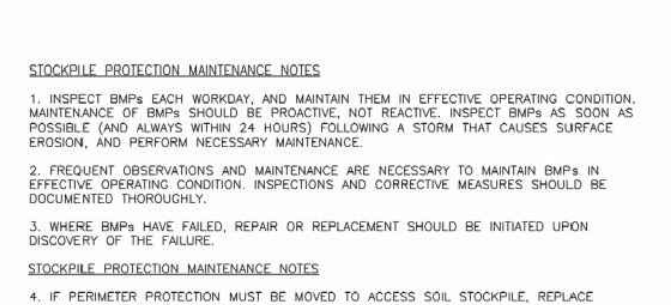 STOCKPILE PROTECTION MAINTENANCE NOTES
1. INSPECT BMPs EACH WORKDAY, AND MAINTAIN THEM IN EFFECTIVE OPERATING CONDITION.
MAINTENANCE OF BMPs SHOULD BE PROACTIVE, NOT REACTIVE. INSPECT BMPs AS SOON AS
POSSIBLE (AND ALWAYS WITHIN 24 HOURS) FOLLOWING A STORM THAT CAUSES SURFACE
EROSION, AND PERFORM NECESSARY MAINTENANCE.
2. FREQUENT OBSERVATIONS AND MAINTENANCE ARE NECESSARY TO MAINTAIN BMPs IN
EFFECTIVE OPERATING CONDITION. INSPECTIONS AND CORRECTIVE MEASURES SHOULD BE
DOCUMENTED THOROUGHLY.
3. WHERE BMPs HAVE FAILED, REPAIR OR REPLACEMENT SHOULD BE INITIATED UPON
DISCOVERY OF THE FAILURE.
STOCKPILE PROTECTION MAINTENANCE NOTES
4. IF PERIMETER PROTECTION MUST BE MOVED TO ACCESS SOIL STOCKPILE, REPLACE